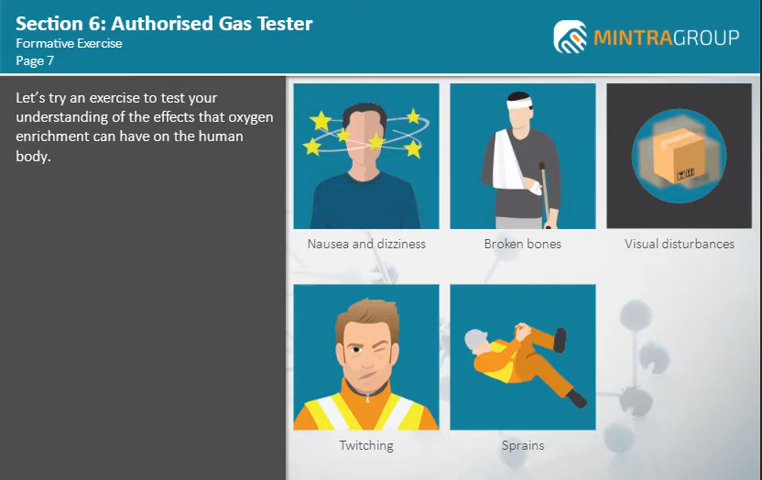 Section 6: Authorised Gas Tester
Formative Exercise
Page 7
MINTRAGROUP
Let's try an exercise to test your
understanding of the effects that oxygen
enrichment can have on the human
body.
Nausea and dizziness
Broken bones
Visual disturbances
Twitching
Sprains